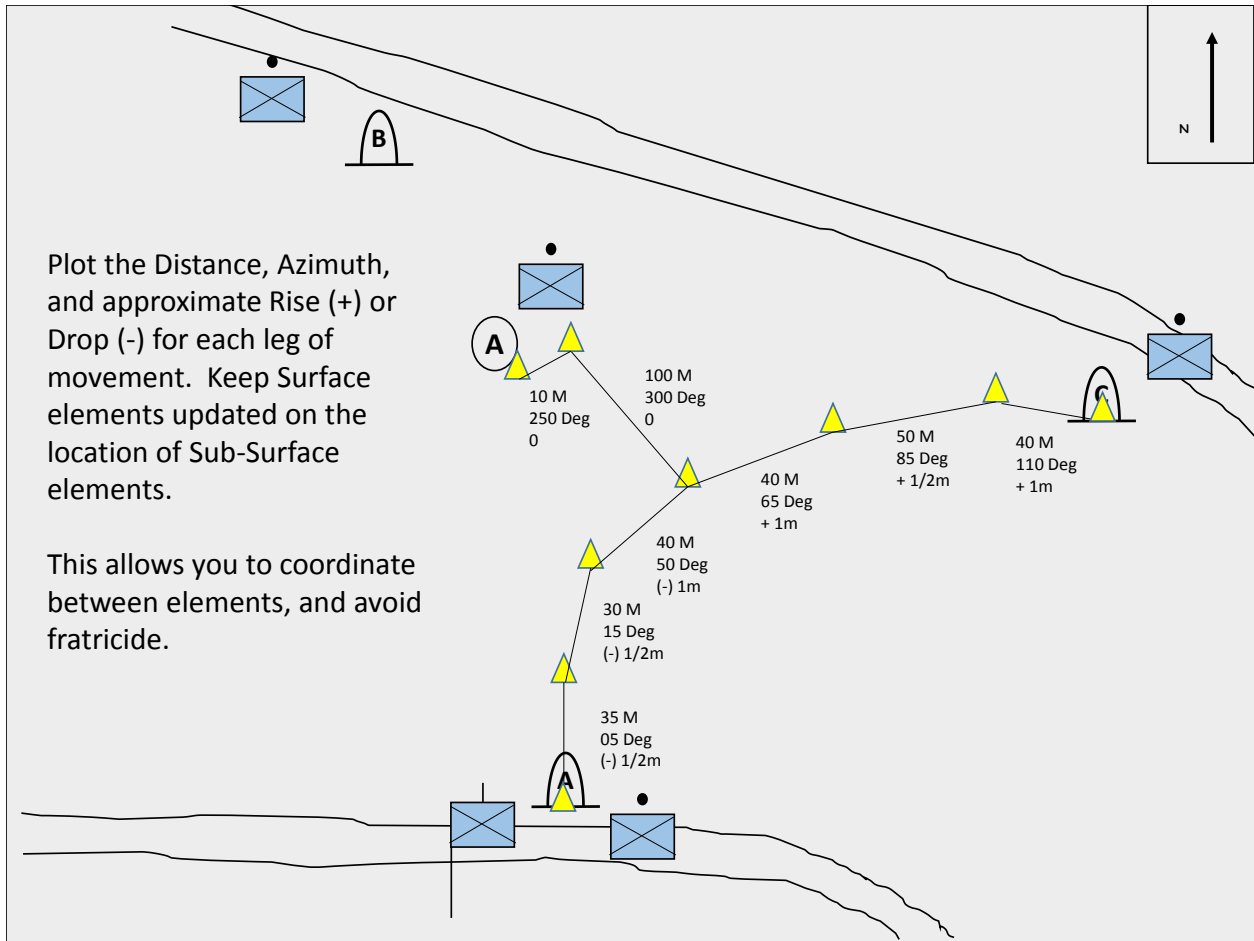 B
N
Plot the Distance, Azimuth,
and approximate Rise (+) or
Drop (-) for each leg of
movement.  Keep Surface
elements updated on the
location of Sub-Surface
elements.
This allows you to coordinate
between elements, and avoid
fratricide.
A
10 M
250 Deg
0
100 M
300 Deg
0
40 M
65 Deg
+ 1m
50 M
85 Deg
+ 1/2m
40 M
110 Deg
+ 1m
C
40 M
50 Deg
(-) 1m
30 M
15 Deg
(-) 1/2m
35 M
05 Deg
(-) 1/2m
A